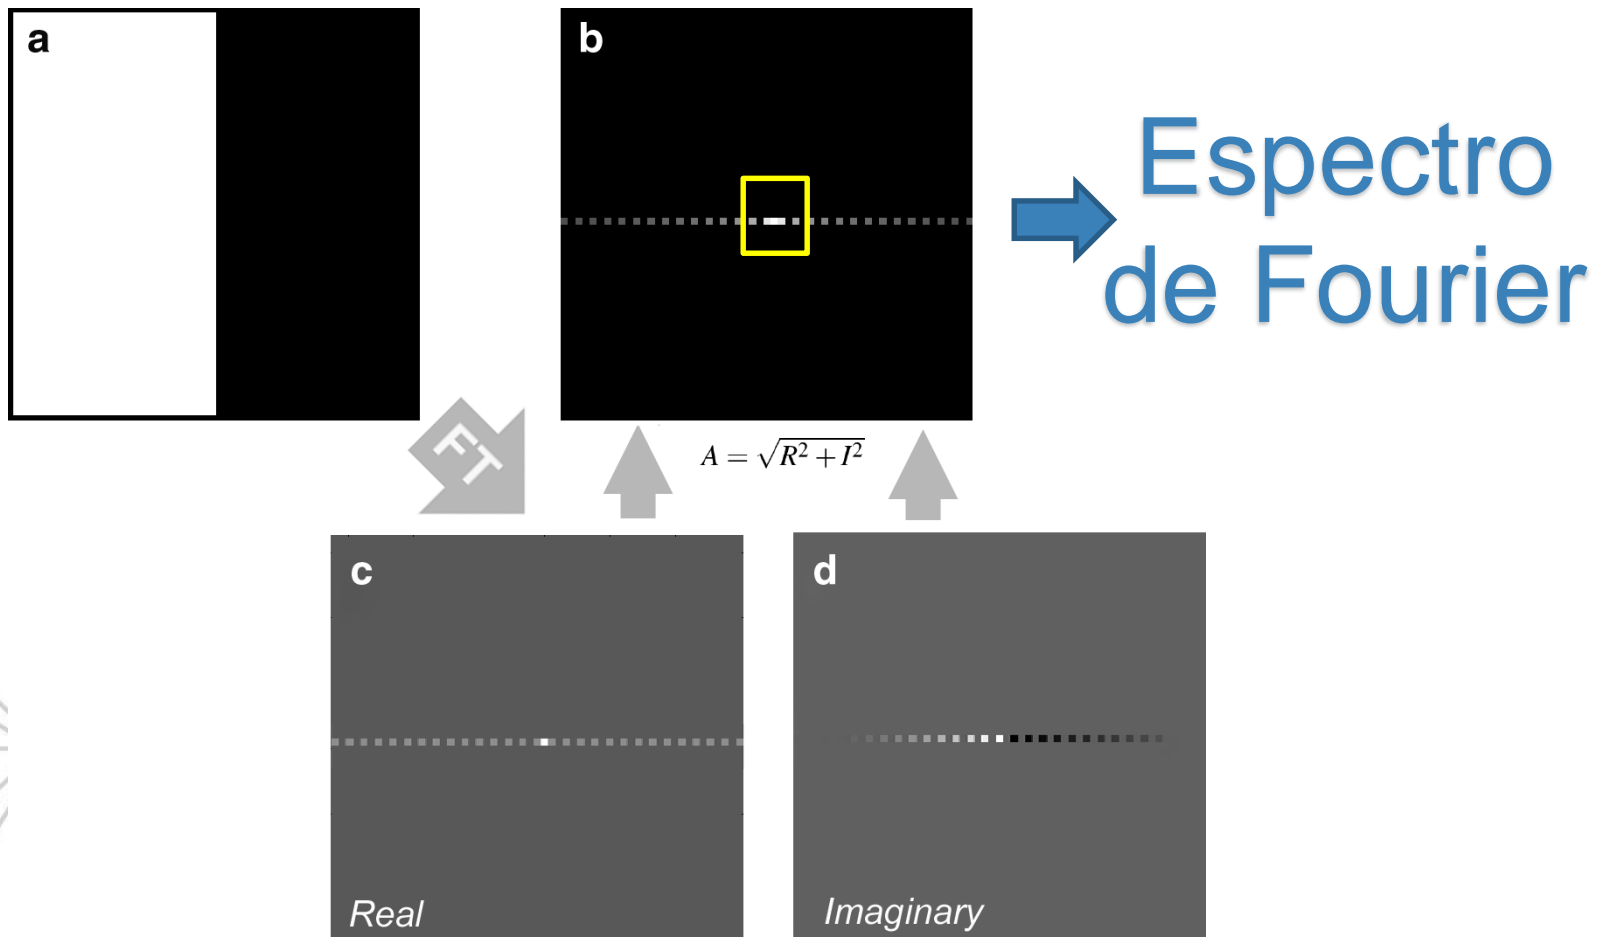 a
b
Espectro
de Fourier
FT
A = √R² + I²
c
d
Real
Imaginary